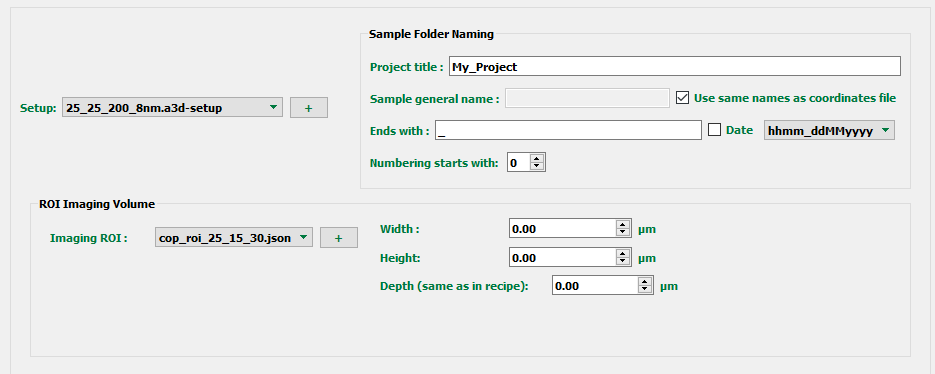 Sample Folder Naming
Project title : My_Project
Setup: 25_25_200_8nm.a3d-setup +
Sample general name : Use same names as coordinates file
Ends with : _ Date hhmm_ddMMyyyy
Numbering starts with: 0
ROI Imaging Volume
Imaging ROI : cop_roi_25_15_30.json +
Width : 0.00 µm
Height: 0.00 µm
Depth (same as in recipe): 0.00 µm